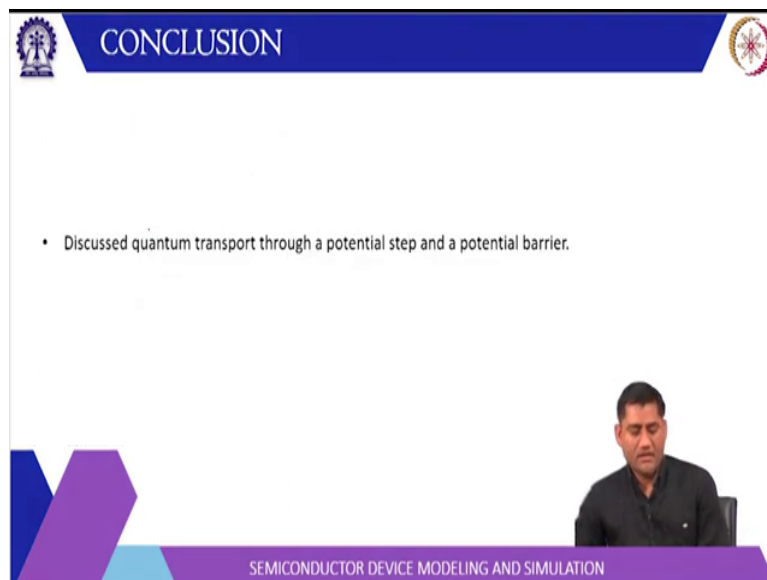 CONCLUSION
• Discussed quantum transport through a potential step and a potential barrier.
SEMICONDUCTOR DEVICE MODELING AND SIMULATION